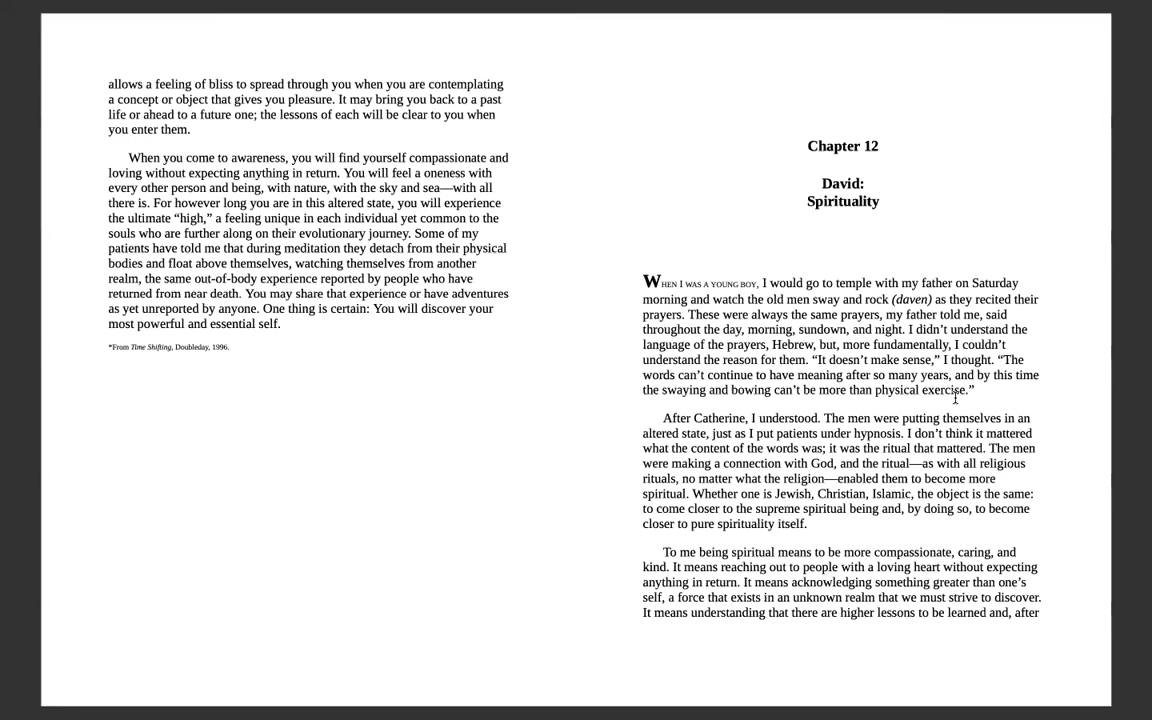 allows a feeling of bliss to spread through you when you are contemplating
a concept or object that gives you pleasure. It may bring you back to a past
life or ahead to a future one; the lessons of each will be clear to you when
you enter them.
When you come to awareness, you will find yourself compassionate and
loving without expecting anything in return. You will feel a oneness with
every other person and being, with nature, with the sky and sea—with all
there is. For however long you are in this altered state, you will experience
the ultimate “high,” a feeling unique in each individual yet common to the
souls who are further along on their evolutionary journey. Some of my
patients have told me that during meditation they detach from their physical
bodies and float above themselves, watching themselves from another
realm, the same out-of-body experience reported by people who have
returned from near death. You may share that experience or have adventures
as yet unreported by anyone. One thing is certain: You will discover your
most powerful and essential self.
*From Time Shifting, Doubleday, 1996.
Chapter 12
David:
Spirituality
WHEN I WAS A YOUNG BOY, I would go to temple with my father on Saturday
morning and watch the old men sway and rock (daven) as they recited their
prayers. These were always the same prayers, my father told me, said
throughout the day, morning, sundown, and night. I didn’t understand the
language of the prayers, Hebrew, but, more fundamentally, I couldn’t
understand the reason for them. “It doesn’t make sense,” I thought. “The
words can’t continue to have meaning after so many years, and by this time
the swaying and bowing can’t be more than physical exercise.”
After Catherine, I understood. The men were putting themselves in an
altered state, just as I put patients under hypnosis. I don’t think it mattered
what the content of the words was; it was the ritual that mattered. The men
were making a connection with God, and the ritual—as with all religious
rituals, no matter what the religion—enabled them to become more
spiritual. Whether one is Jewish, Christian, Islamic, the object is the same:
to come closer to the supreme spiritual being and, by doing so, to become
closer to pure spirituality itself.
To me being spiritual means to be more compassionate, caring, and
kind. It means reaching out to people with a loving heart without expecting
anything in return. It means acknowledging something greater than one’s
self, a force that exists in an unknown realm that we must strive to discover.
It means understanding that there are higher lessons to be learned and, after